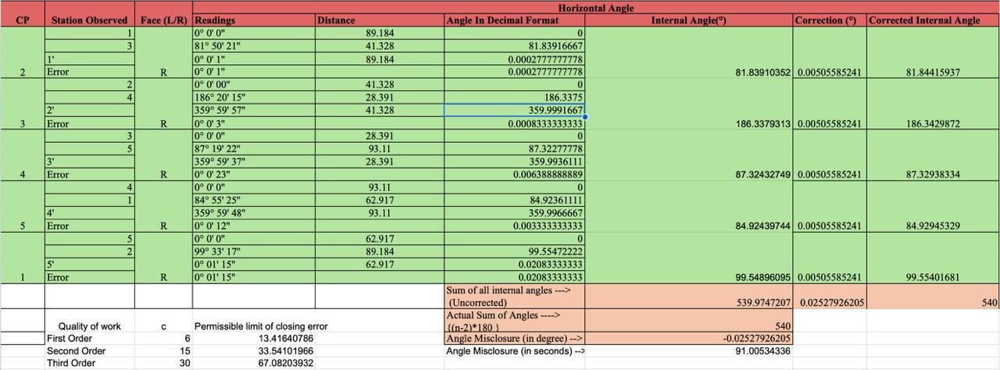 Horizontal Angle
CP Station Observed Face (L/R) Readings Distance Angle In Decimal Format Internal Angle(°) Correction (°) Corrected Internal Angle
1 0° 0' 0" 89.184 0
3 81° 50' 21" 41.328 81.83916667
1' 0° 0' 1" 89.184 0.0002777777778
2 Error R 0° 0' 1" 0.0002777777778 81.83910352 0.00505585241 81.84415937
2 0° 0' 00" 41.328 0
4 186° 20' 15" 28.391 186.3375
2' 359° 59' 57" 41.328 359.9991667
3 Error R 0° 0' 3" 0.0008333333333 186.3379313 0.00505585241 186.3429872
3 0° 0' 0" 28.391 0
5 87° 19' 22" 93.11 87.32277778
3' 359° 59' 37" 28.391 359.9936111
4 Error R 0° 0' 23" 0.006388888889 87.32432749 0.00505585241 87.32938334
4 0° 0' 0" 93.11 0
1 84° 55' 25" 62.917 84.92361111
4' 359° 59' 48" 93.11 359.9966667
5 Error R 0° 0' 12" 0.003333333333 84.92439744 0.00505585241 84.92945329
5 0° 0' 0" 62.917 0
2 99° 33' 17" 89.184 99.55472222
5' 0° 01' 15" 62.917 0.02083333333
1 Error R 0° 01' 15" 0.02083333333 99.54896095 0.00505585241 99.55401681
Sum of all internal angles --->
(Uncorrected) 539.9747207 0.02527926205 540
Actual Sum of Angles ---->
Quality of work c Permissible limit of closing error {(n-2)*180 } 540
First Order 6 13.41640786 Angle Misclosure (in degree) --> -0.02527926205
Second Order 15 33.54101966 Angle Misclosure (in seconds) --> 91.00534336
Third Order 30 67.08203932